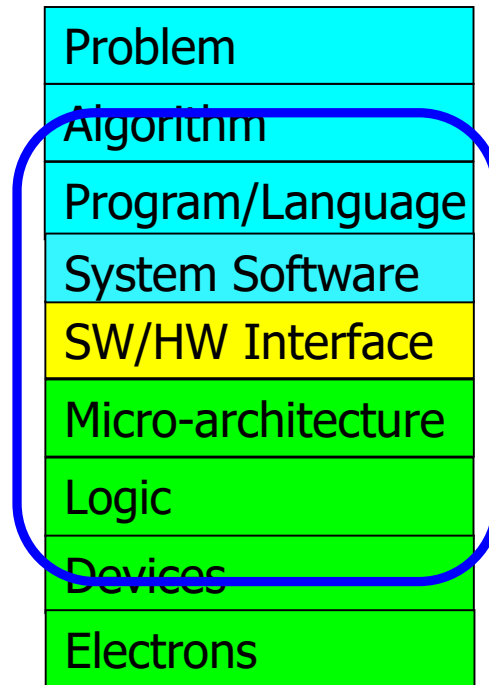 Problem
Algorithm
Program/Language
System Software
SW/HW Interface
Micro-architecture
Logic
Devices
Electrons